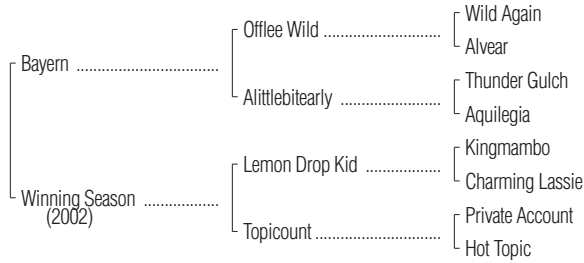 Wild Again
Offlee Wild
Alvear
Bayern
Thunder Gulch
Alittlebitearly
Aquilegia
Kingmambo
Lemon Drop Kid
Charming Lassie
Winning Season
(2002)
Private Account
Topicount
Hot Topic